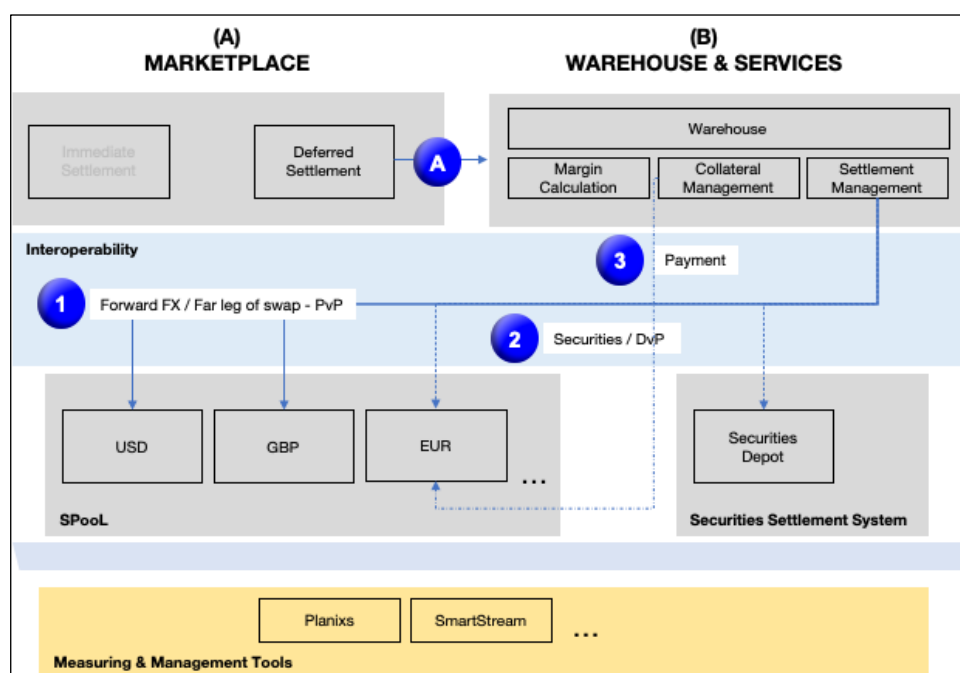 (A)
MARKETPLACE
(B)
WAREHOUSE & SERVICES
Immediate
Settlement
Deferred
Settlement
A
Warehouse
Margin
Calculation
Collateral
Management
Settlement
Management
Interoperability
3
Payment
1
Forward FX / Far leg of swap - PvP
2
Securities / DvP
USD
GBP
EUR
...
SPooL
Securities
Depot
Securities Settlement System
Planixs
SmartStream
...
Measuring & Management Tools